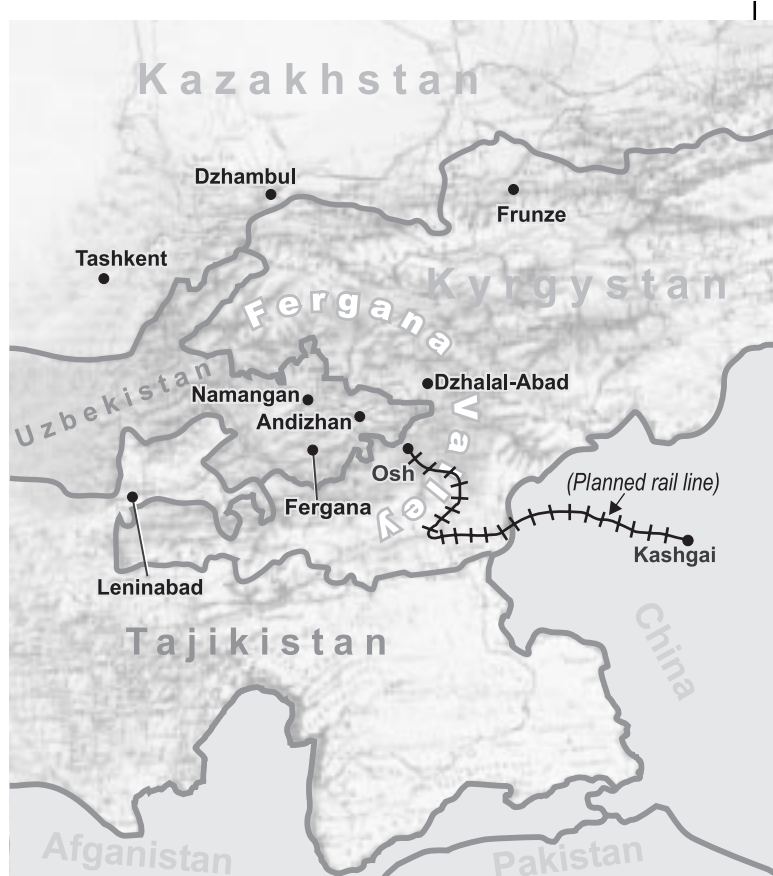 Kazakhstan
Dzhambul
Frunze
Tashkent
Kyrgystan
Fergana
Valley
Uzbekistan
Dzhalal-Abad
Namangan
Andizhan
Osh
Fergana
(Planned rail line)
Kashgai
Leninabad
Tajikistan
China
Afganistan
Pakistan